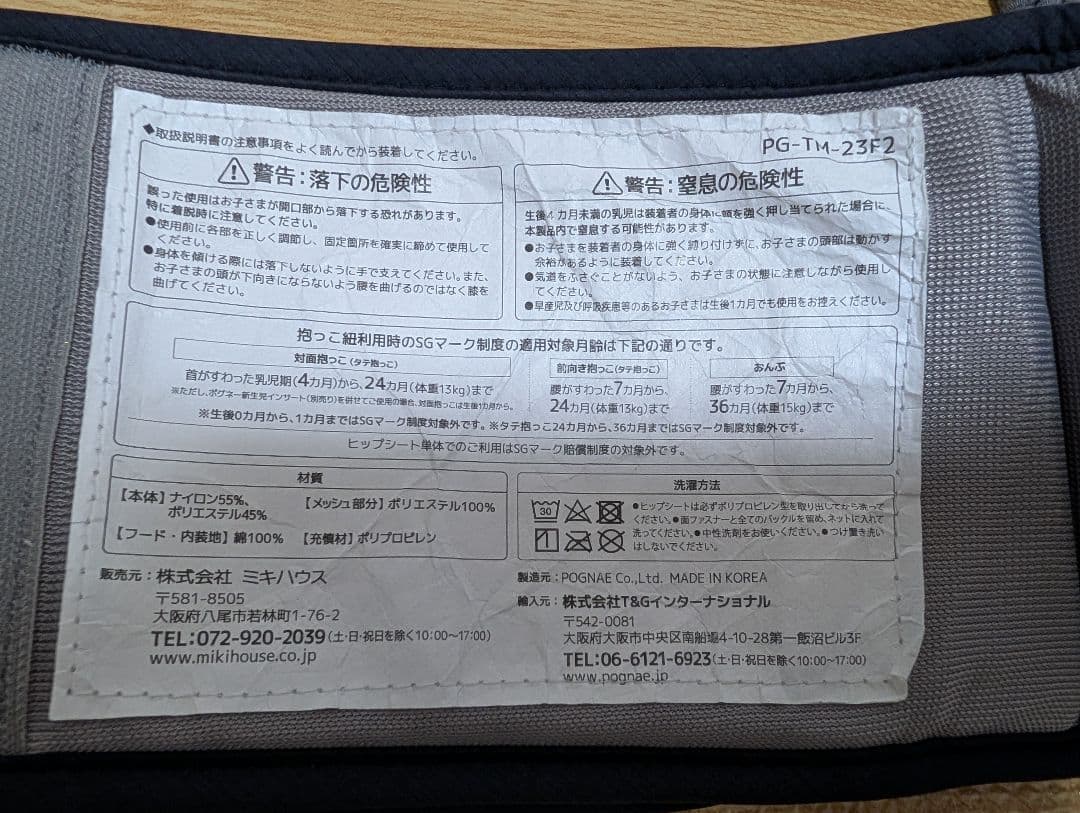 ◆取扱説明書の注意事項をよく読んでから装着してください。
PG-TM-23F2
警告:落下の危険性
誤った使用はお子さまが開口部から落下する恐れがあります。
特に着脱時に注意してください。
●使用前に各部を正しく調節し、固定箇所を確実に締めて使用して
ください。
●身体を傾ける際には落下しないように手で支えてください。また、
お子さまの頭が下向きにならないよう腰を曲げるのではなく膝を
曲げてください。
警告:窒息の危険性
生後4カ月未満の乳児は装着者の身体に顔を強く押し当てられた場合に、
本製品内で窒息する可能性があります。
●お子さまを装着者の身体に強く縛り付けずに、お子さまの頭部は動かす
余裕があるように装着してください。
●気道をふさぐことがないよう、お子さまの状態に注意しながら使用し
てください。
●早産児及び呼吸疾患等のあるお子さまは生後1カ月でも使用をお控えください。
抱っこ紐利用時のSGマーク制度の適用対象月齢は下記の通りです。
対面抱っこ(タテ抱っこ)
首がすわった乳児期(4カ月)から、24カ月(体重13kg)まで
※ただし、ポグネー新生児インサート(別売り)を併せてご使用の場合、対面抱っこは生後1カ月から。
前向き抱っこ(タテ抱っこ)
腰がすわった7カ月から、
24カ月(体重13kg)まで
おんぶ
腰がすわった7カ月から、
36カ月(体重15kg)まで
※生後0カ月から、1カ月まではSGマーク制度対象外です。※タテ抱っこ24カ月から、36カ月まではSGマーク制度対象外です。
ヒップシート単体でのご利用はSGマーク賠償制度の対象外です。
材質
【本体】ナイロン55%、
ポリエステル45%
【メッシュ部分】ポリエステル100%
【フード・内装地】綿100%
【充愼材】ポリプロピレン
洗濯方法
30
●ヒップシートは必ずポリプロピレン型を取り出してから洗って
ください。●面ファスナーと全てのバックルを留め、ネットに入れて
洗ってください。●中性洗剤をお使いください。●つけ置き洗い
はしないでください。
販売元:株式会社 ミキハウス
〒581-8505
大阪府八尾市若林町1-76-2
TEL:072-920-2039(土・日・祝日を除く10:00〜17:00)
www.mikihouse.co.jp
製造元:POGNAE Co.,Ltd. MADE IN KOREA
輸入元:株式会社T&Gインターナショナル
〒542-0081
大阪府大阪市中央区南船場4-10-28第一飯沼ビル3F
TEL:06-6121-6923(土・日・祝日を除く10:00〜17:00)
www.pognae.jp